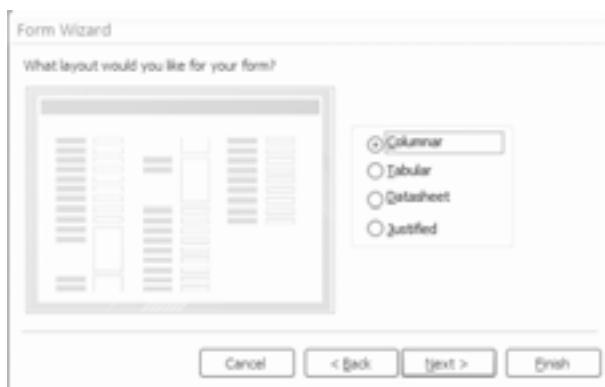 Form Wizard
What layout would you like for your form?
Columnar
Tabular
Datasheet
Justified
Cancel < Back Next > Finish